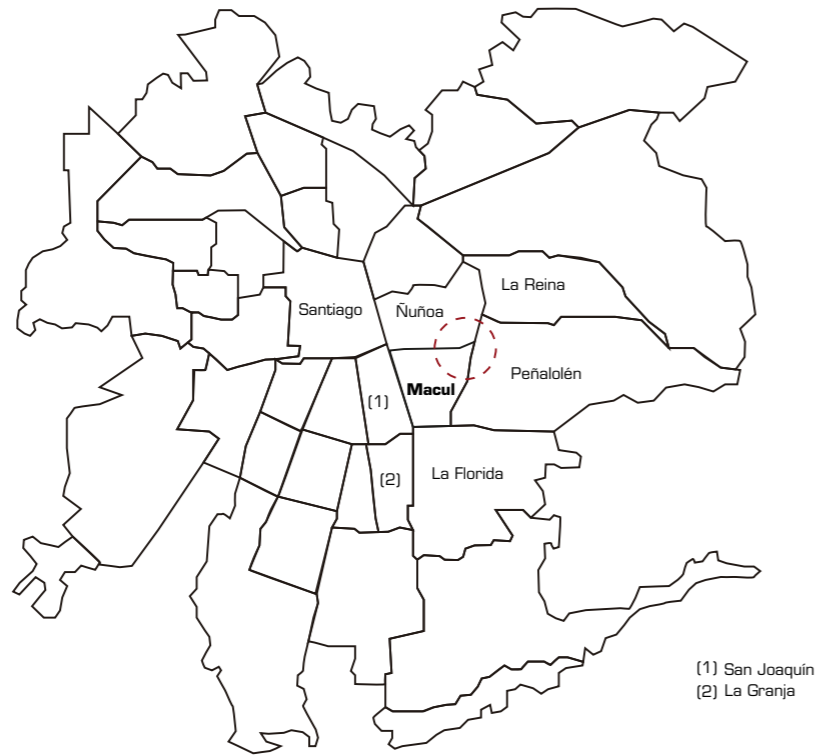 La Reina
Santiago
Ñuñoa
Peñalolén
Macul
(1)
La Florida
(2)
(1) San Joaquín
(2) La Granja